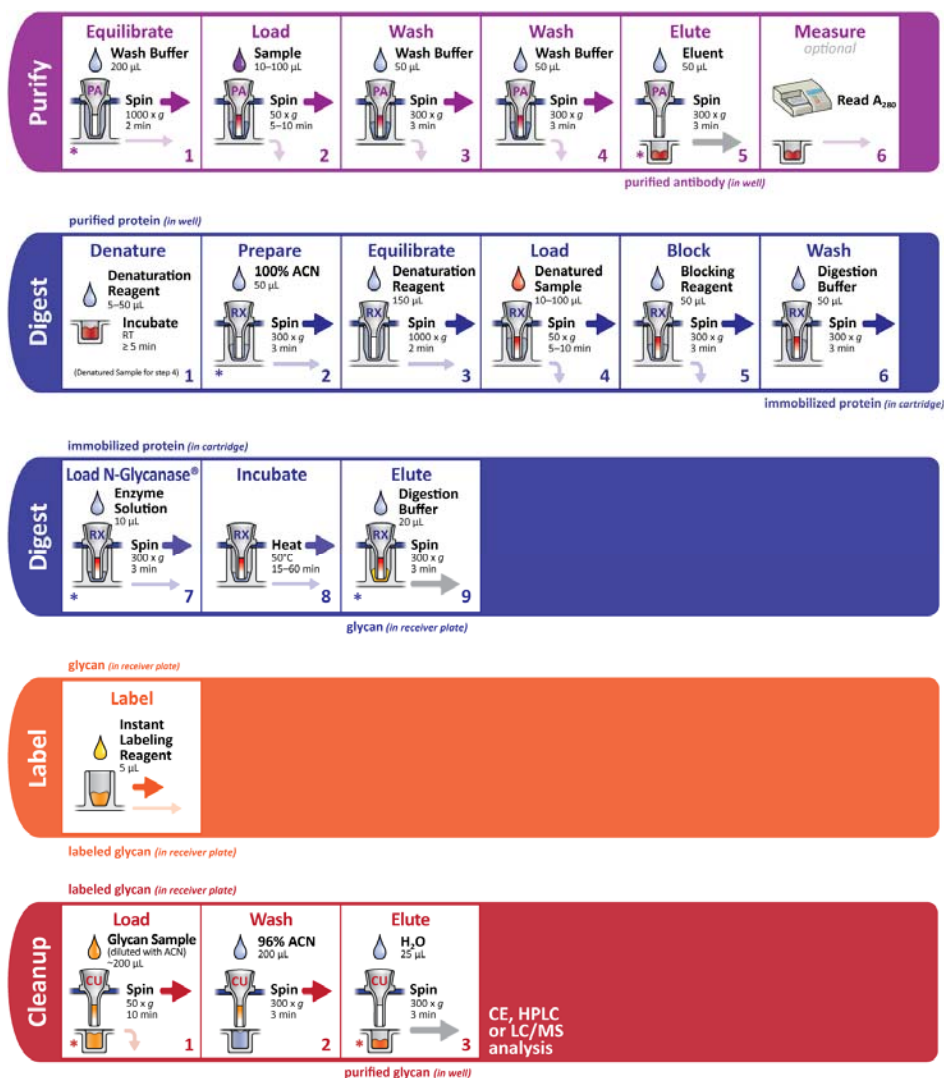 Purify
Equilibrate
Wash Buffer
200 µL
PA
Spin
1000 x g
2 min
*
1
Load
Sample
10–100 µL
PA
Spin
50 x g
5–10 min
2
Wash
Wash Buffer
50 µL
PA
Spin
300 x g
3 min
3
Wash
Wash Buffer
50 µL
PA
Spin
300 x g
3 min
4
Elute
Eluent
50 µL
PA
Spin
300 x g
3 min
*
5
Measure
optional
Read A₂₈₀
6
purified antibody (in well)
purified protein (in well)
Digest
Denature
Denaturation
Reagent
5–50 µL
Incubate
RT
≥ 5 min
(Denatured Sample for step 4)
1
Prepare
100% ACN
50 µL
RX
Spin
300 x g
3 min
*
2
Equilibrate
Denaturation
Reagent
150 µL
RX
Spin
1000 x g
2 min
3
Load
Denatured
Sample
10–100 µL
RX
Spin
50 x g
5–10 min
4
Block
Blocking
Reagent
50 µL
RX
Spin
300 x g
3 min
5
Wash
Digestion
Buffer
50 µL
RX
Spin
300 x g
3 min
6
immobilized protein (in cartridge)
immobilized protein (in cartridge)
Digest
Load N-Glycanase®
Enzyme
Solution
10 µL
RX
Spin
300 x g
3 min
*
7
Incubate
RX
Heat
50°C
15–60 min
8
Elute
Digestion
Buffer
20 µL
RX
Spin
300 x g
3 min
*
9
glycan (in receiver plate)
glycan (in receiver plate)
Label
Label
Instant
Labeling
Reagent
5 µL
labeled glycan (in receiver plate)
labeled glycan (in receiver plate)
Cleanup
Load
Glycan Sample
(diluted with ACN)
~200 µL
CU
Spin
50 x g
10 min
*
1
Wash
96% ACN
200 µL
CU
Spin
300 x g
3 min
2
Elute
H₂O
25 µL
CU
Spin
300 x g
3 min
*
3
CE, HPLC
or LC/MS
analysis
purified glycan (in well)